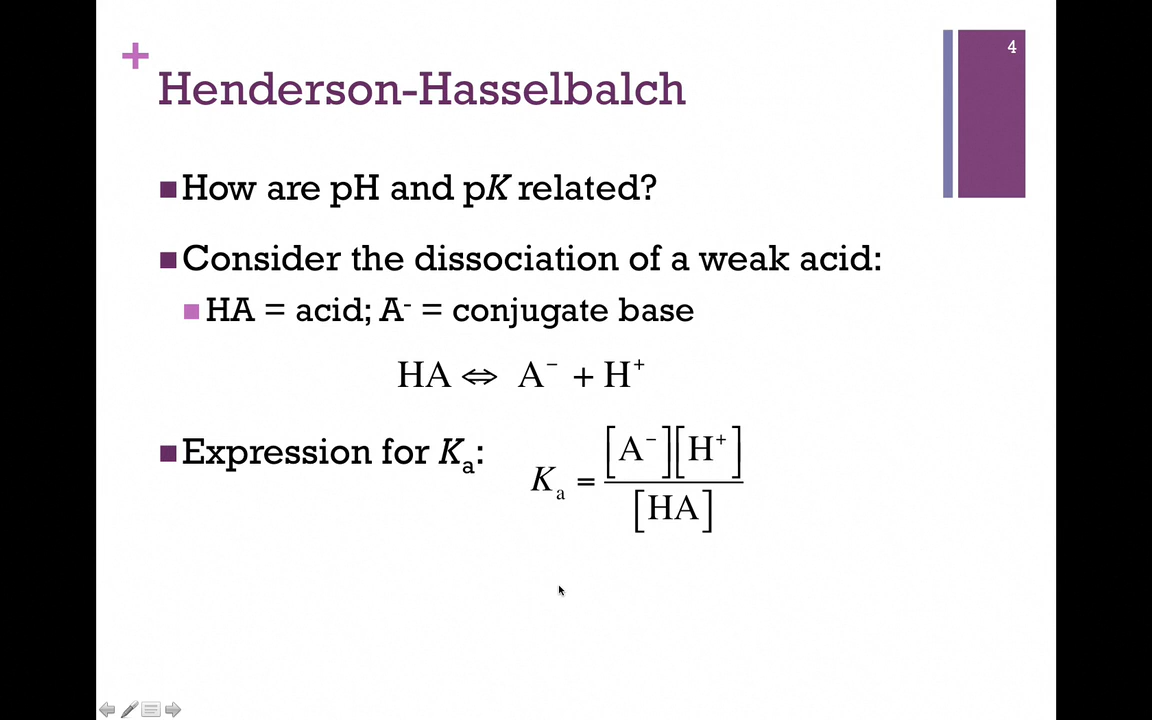 4
Henderson-Hasselbalch
How are pH and pK related?
Consider the dissociation of a weak acid:
HA = acid; A⁻ = conjugate base
HA ⇔ A⁻ + H⁺
Expression for Kₐ: Kₐ = [A⁻][H⁺] / [HA]